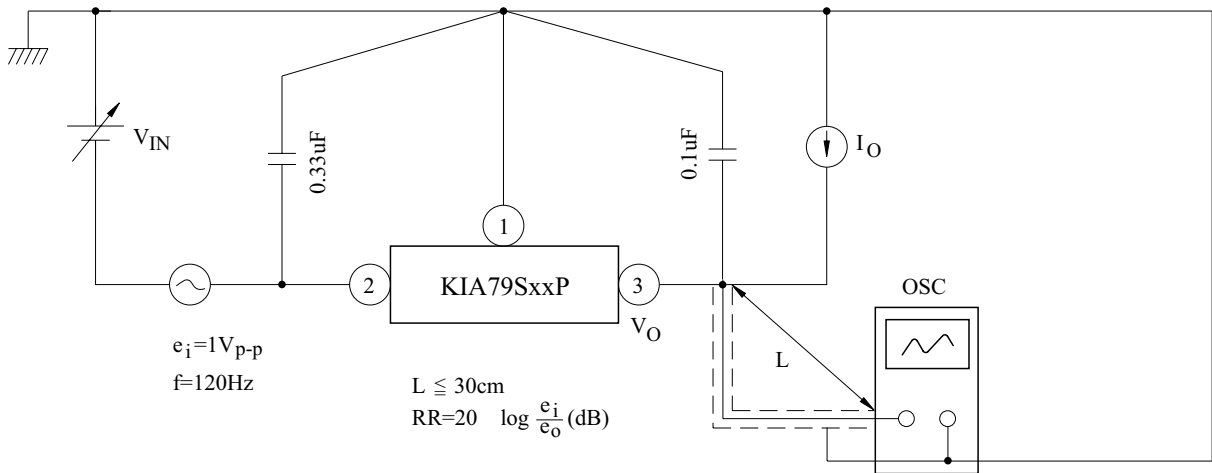 V_IN
0.33uF
0.1uF
I_O
1
2
KIA79SxxP
3
V_O
OSC
L
e_i=1V_p-p
f=120Hz
L ≦ 30cm
RR=20 log e_i/e_o (dB)